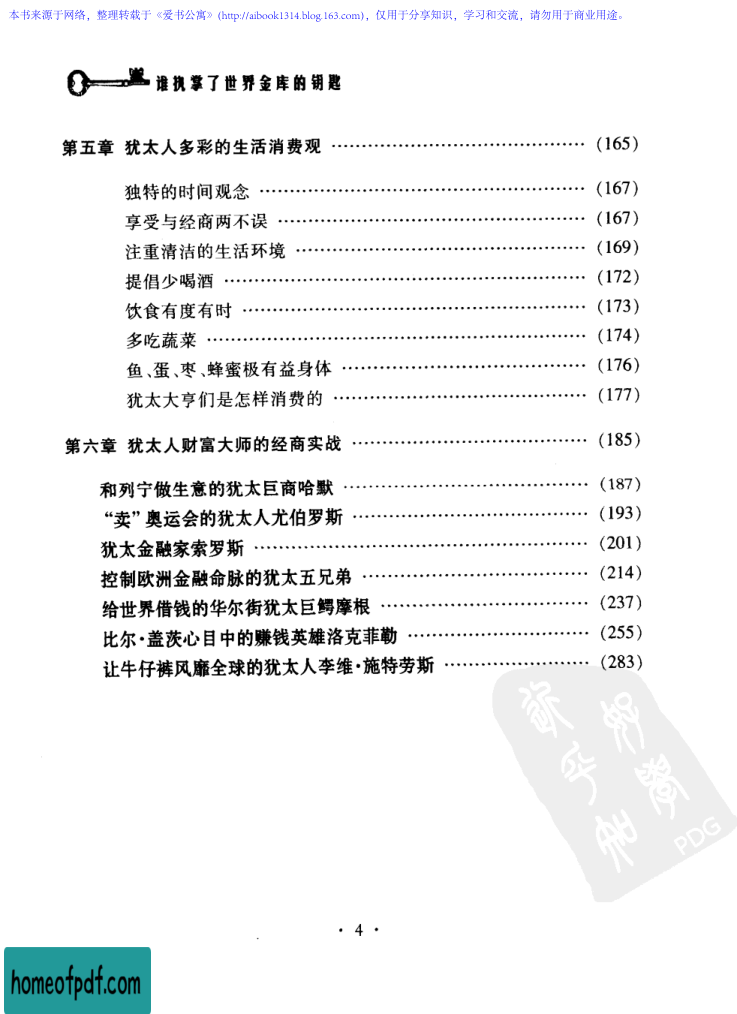 本书来源于网络，整理转载于《爱书公寓》(http://aibook1314.blog.163.com)，仅用于分享知识，学习和交流，请勿用于商业用途。
谁执掌了世界金库的钥匙
第五章 犹太人多彩的生活消费观 ……………………………………（165）
独特的时间观念 ………………………………………………（167）
享受与经商两不误 ……………………………………………（167）
注重清洁的生活环境 …………………………………………（169）
提倡少喝酒 ……………………………………………………（172）
饮食有度有时 …………………………………………………（173）
多吃蔬菜 ………………………………………………………（174）
鱼、蛋、枣、蜂蜜极有益身体 …………………………………（176）
犹太大亨们是怎样消费的 ……………………………………（177）
第六章 犹太人财富大师的经商实战 …………………………………（185）
和列宁做生意的犹太巨商哈默 …………………………………（187）
“卖”奥运会的犹太人尤伯罗斯 …………………………………（193）
犹太金融家索罗斯 ………………………………………………（201）
控制欧洲金融命脉的犹太五兄弟 ………………………………（214）
给世界借钱的华尔街犹太巨鳄摩根 ……………………………（237）
比尔·盖茨心目中的赚钱英雄洛克菲勒 …………………………（255）
让牛仔裤风靡全球的犹太人李维·施特劳斯 ……………………（283）
好学
欲乎知
PDG
· 4 ·
homeofpdf.com